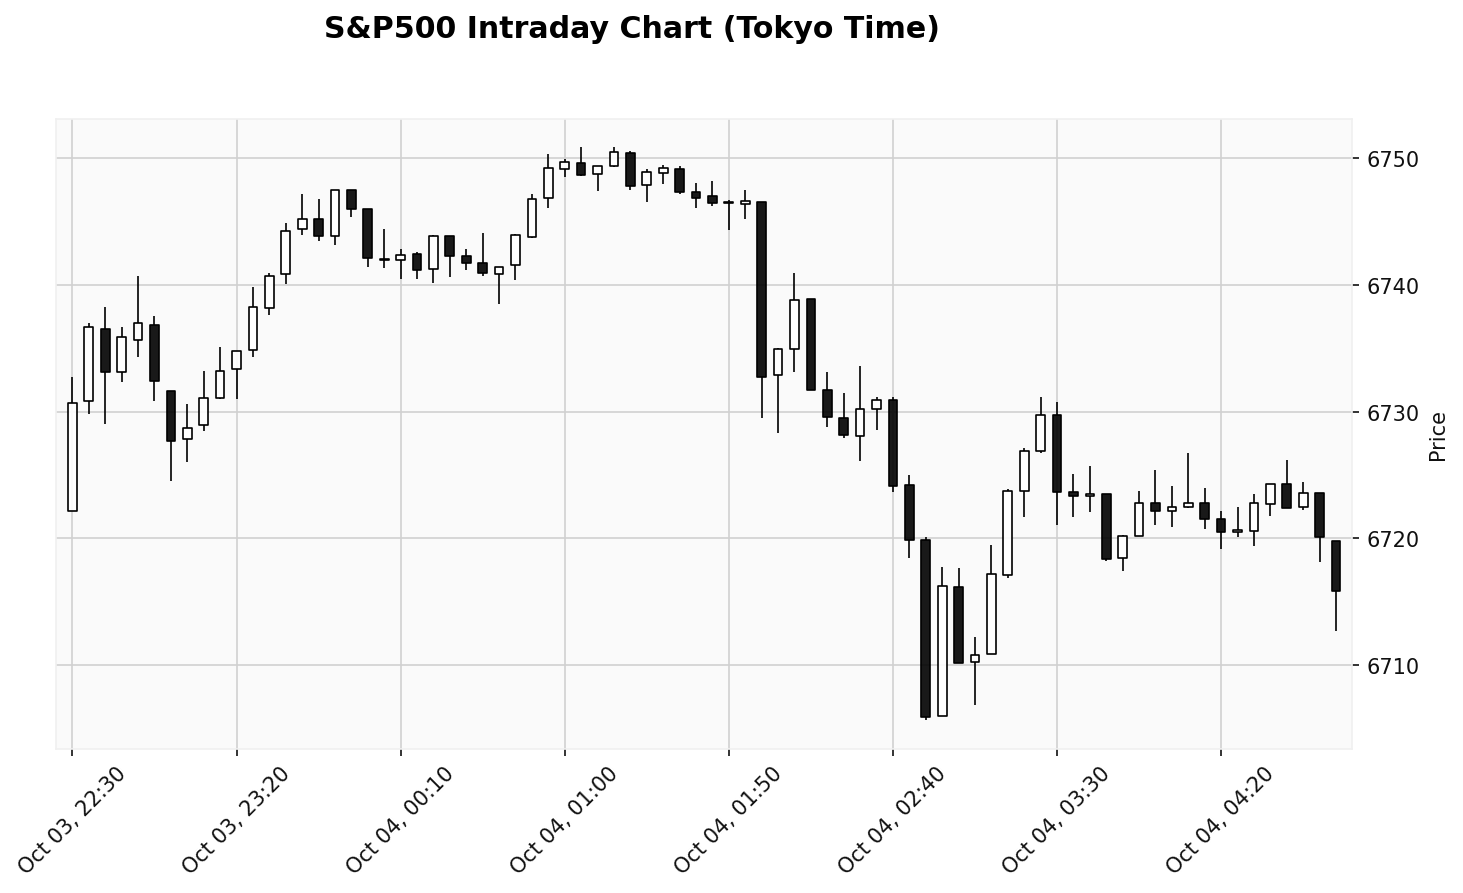 S&P500 Intraday Chart (Tokyo Time)
6750
6740
6730
6720
6710
Price
Oct 03, 22:30
Oct 03, 23:20
Oct 04, 00:10
Oct 04, 01:00
Oct 04, 01:50
Oct 04, 02:40
Oct 04, 03:30
Oct 04, 04:20